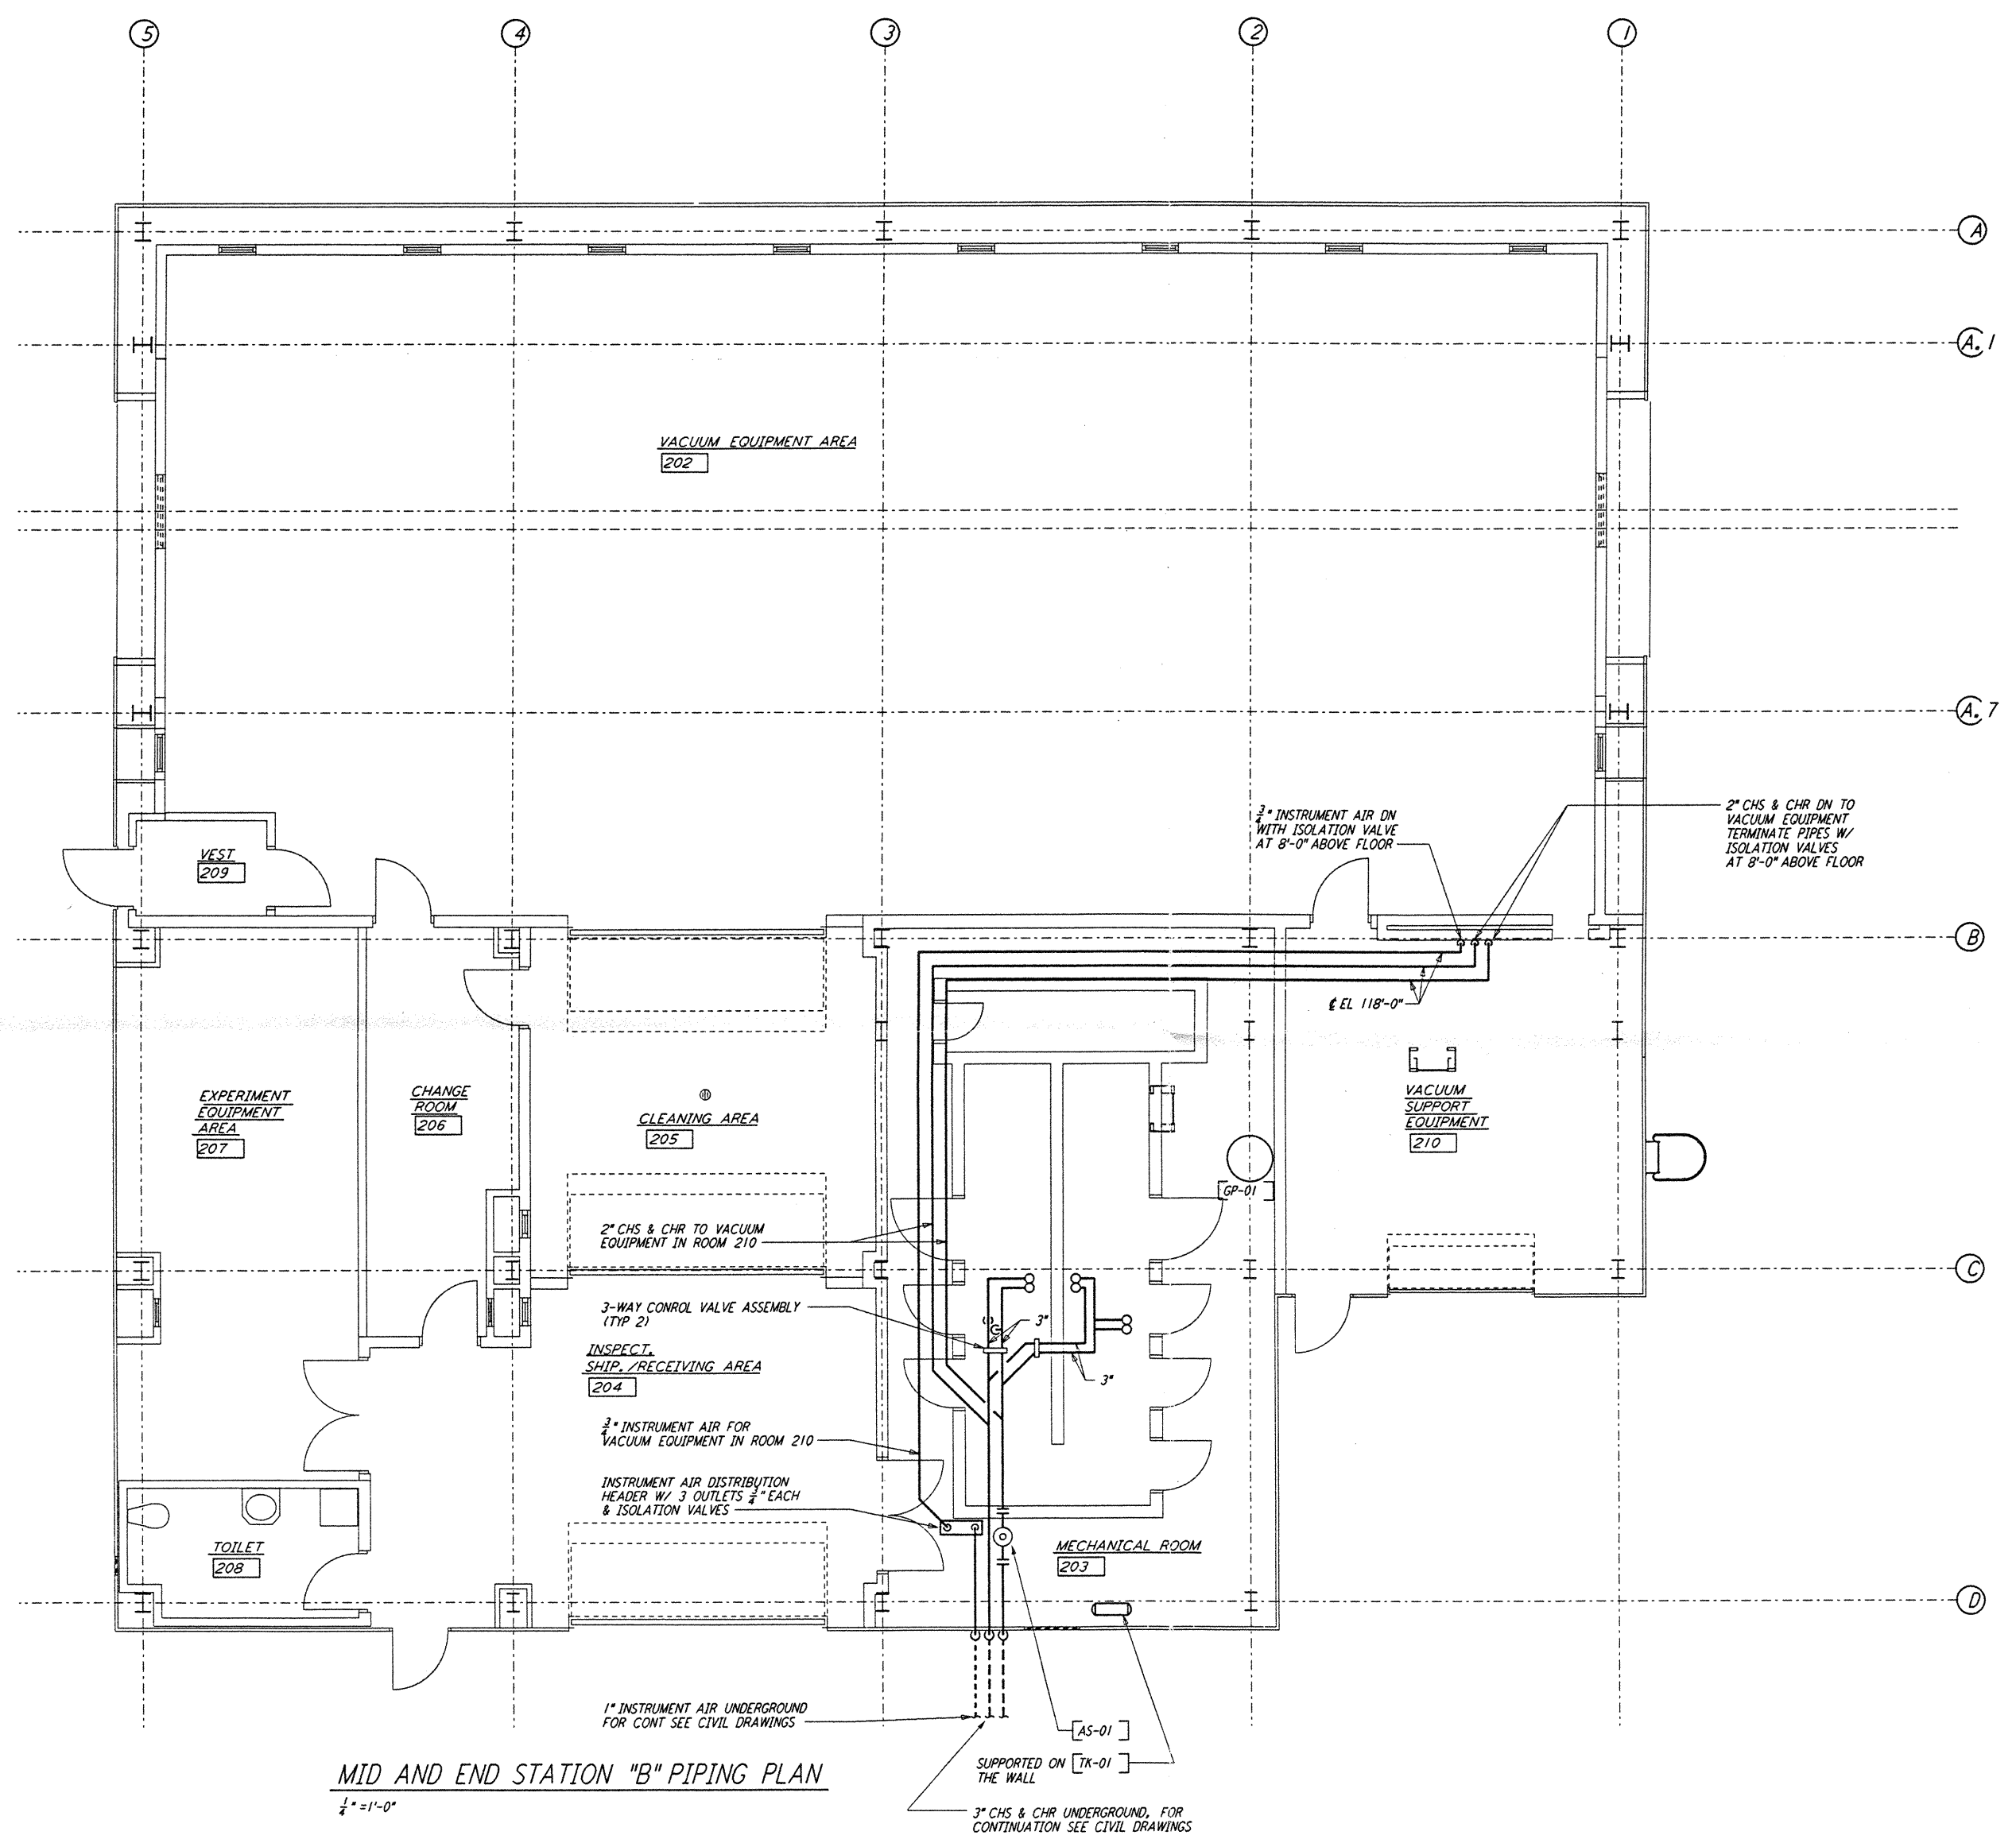 5
4
3
2
1
A
A.1
VACUUM EQUIPMENT AREA
202
A.7
3/4" INSTRUMENT AIR DN
WITH ISOLATION VALVE
AT 8'-0" ABOVE FLOOR
2" CHS & CHR DN TO
VACUUM EQUIPMENT
TERMINATE PIPES W/
ISOLATION VALVES
AT 8'-0" ABOVE FLOOR
VEST
209
B
℄ EL 118'-0"
EXPERIMENT
EQUIPMENT
AREA
207
CHANGE
ROOM
206
CLEANING AREA
205
VACUUM
SUPPORT
EQUIPMENT
210
GP-01
2" CHS & CHR TO VACUUM
EQUIPMENT IN ROOM 210
C
3-WAY CONROL VALVE ASSEMBLY
(TYP 2)
3"
INSPECT.
SHIP./RECEIVING AREA
204
3"
3/4" INSTRUMENT AIR FOR
VACUUM EQUIPMENT IN ROOM 210
INSTRUMENT AIR DISTRIBUTION
HEADER W/ 3 OUTLETS 3/4" EACH
& ISOLATION VALVES
TOILET
208
MECHANICAL ROOM
203
D
1" INSTRUMENT AIR UNDERGROUND
FOR CONT SEE CIVIL DRAWINGS
AS-01
SUPPORTED ON
THE WALL
TK-01
3" CHS & CHR UNDERGROUND, FOR
CONTINUATION SEE CIVIL DRAWINGS
MID AND END STATION "B" PIPING PLAN
1/4" =1'-0"